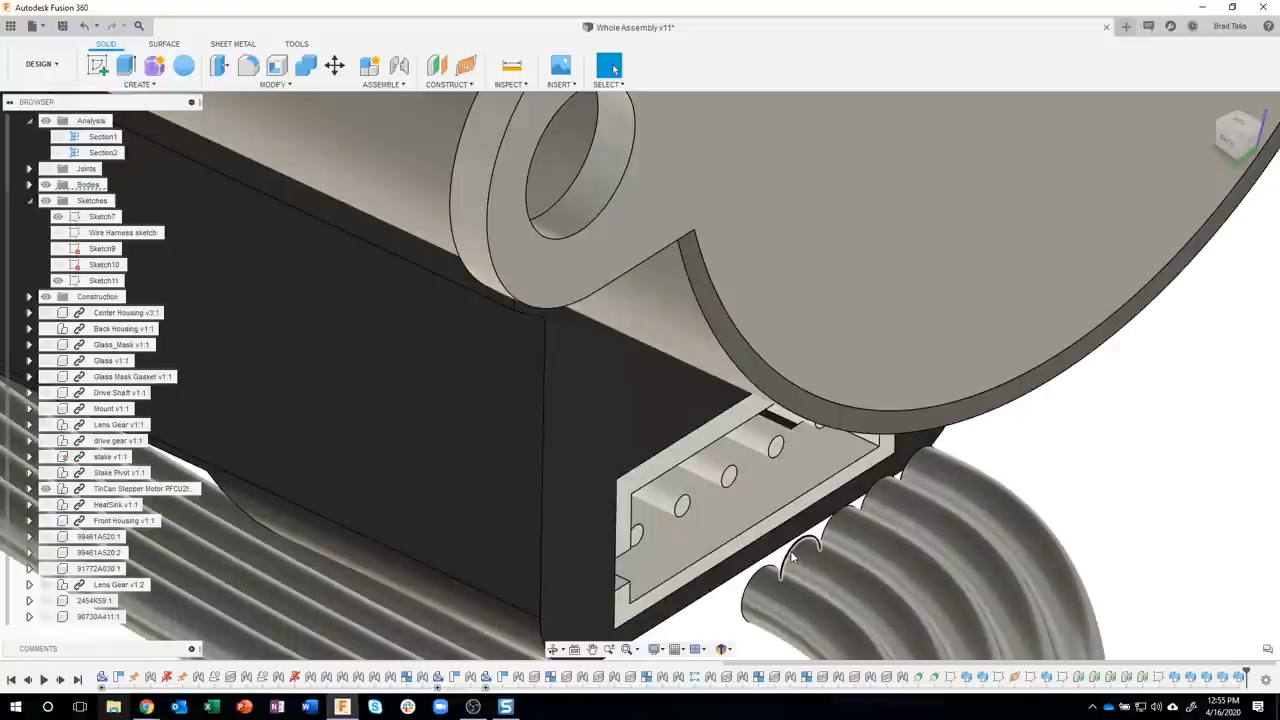 Autodesk Fusion 360
Whole Assembly v11*
Brad Tallis
SOLID SURFACE SHEET METAL TOOLS
DESIGN
CREATE MODIFY ASSEMBLE CONSTRUCT INSPECT INSERT SELECT
BROWSER
Analysis
Section1
Section2
Joints
Bodies
Sketches
Sketch7
Wire Harness sketch
Sketch9
Sketch10
Sketch11
Construction
Center Housing v3:1
Back Housing v1:1
Glass_Mask v1:1
Glass v1:1
Glass Mask Gasket v1:1
Drive Shaft v1:1
Mount v1:1
Lens Gear v1:1
drive gear v1:1
stake v1:1
Stake Pivot v1:1
TinCan Stepper Motor PFCU2...
HeatSink v1:1
Front Housing v1:1
99461A520:1
99461A520:2
91772A030:1
Lens Gear v1:2
2454K59:1
90730A411:1
COMMENTS
12:55 PM
4/16/2020